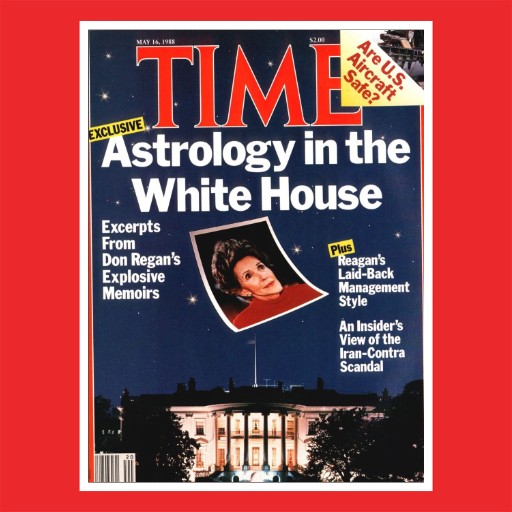 MAY 16, 1988
$2.00
TIME
Are U.S.
Aircraft
Safe?
EXCLUSIVE
Astrology in the
White House
Excerpts
From
Don Regan's
Explosive
Memoirs
Plus
Reagan's
Laid-Back
Management
Style
An Insider's
View of the
Iran-Contra
Scandal
20